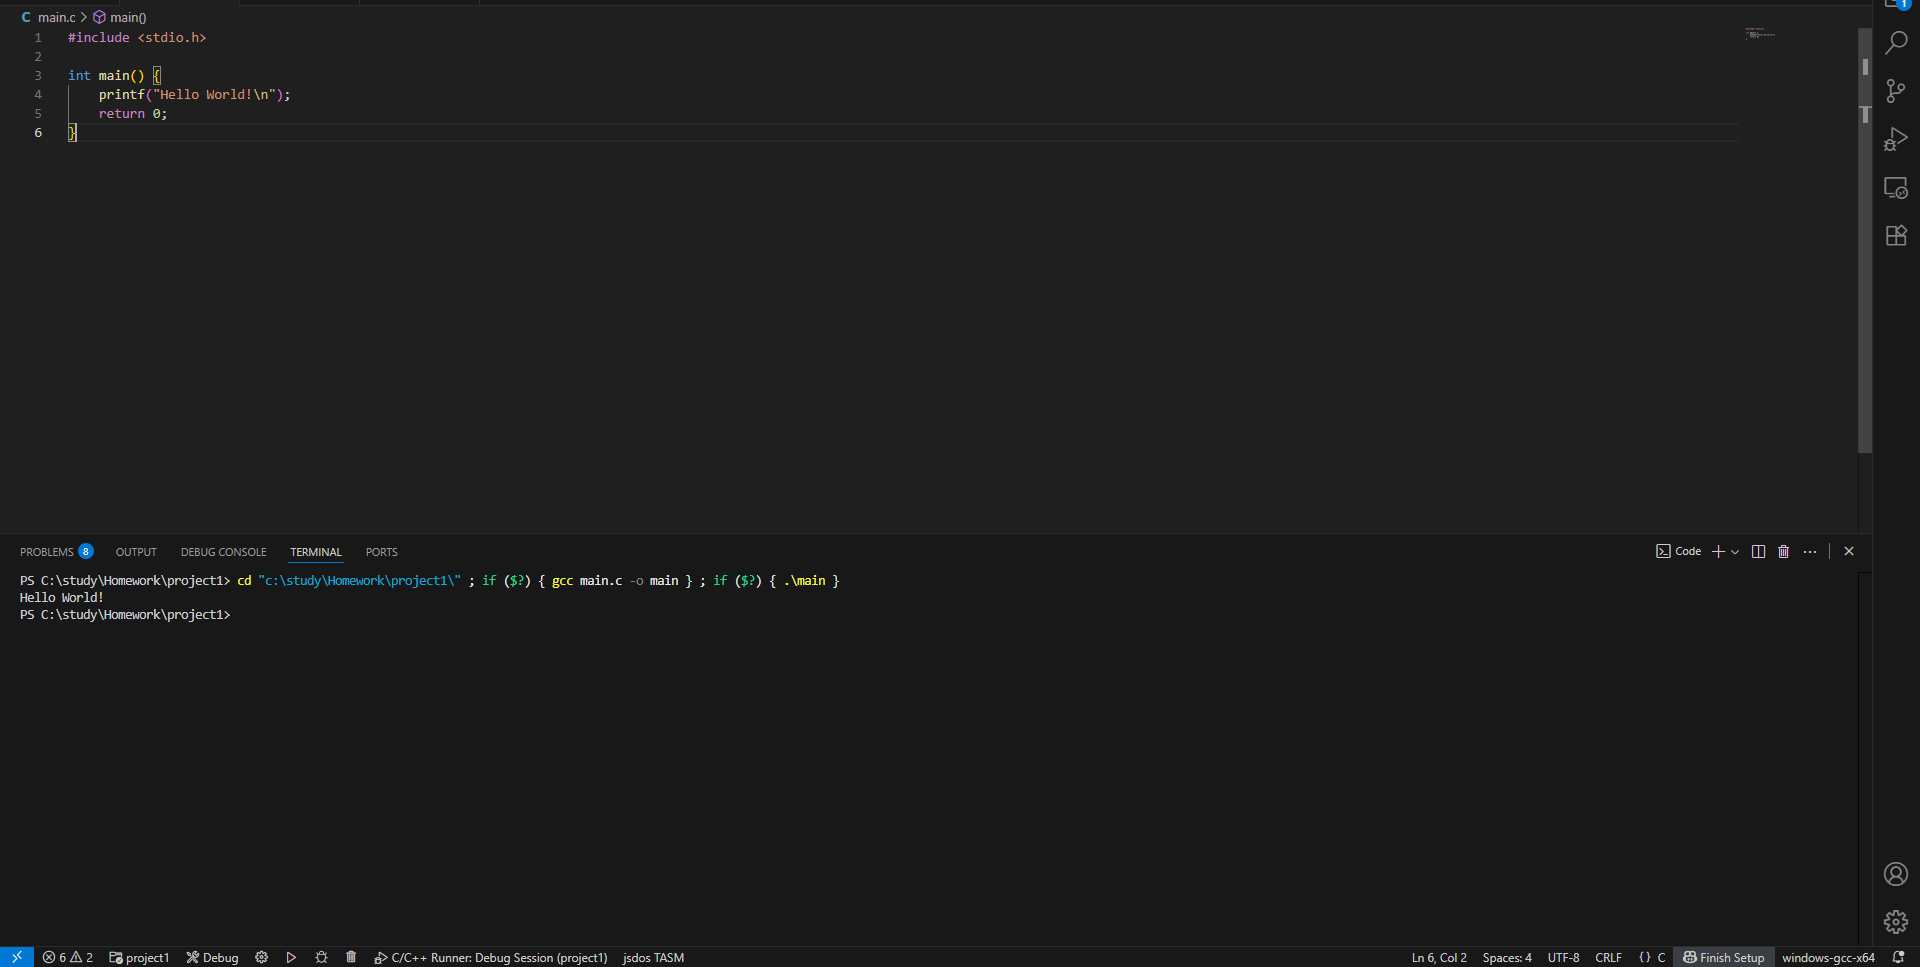 C main.c > main()
1 #include <stdio.h>
2
3 int main() {
4 printf("Hello World!\n");
5 return 0;
6 }
1
PROBLEMS 8 OUTPUT DEBUG CONSOLE TERMINAL PORTS Code
PS C:\study\Homework\project1> cd "c:\study\Homework\project1\" ; if ($?) { gcc main.c -o main } ; if ($?) { .\main }
Hello World!
PS C:\study\Homework\project1>
6 2 project1 Debug C/C++ Runner: Debug Session (project1) jsdos TASM Ln 6, Col 2 Spaces: 4 UTF-8 CRLF {} C Finish Setup windows-gcc-x64